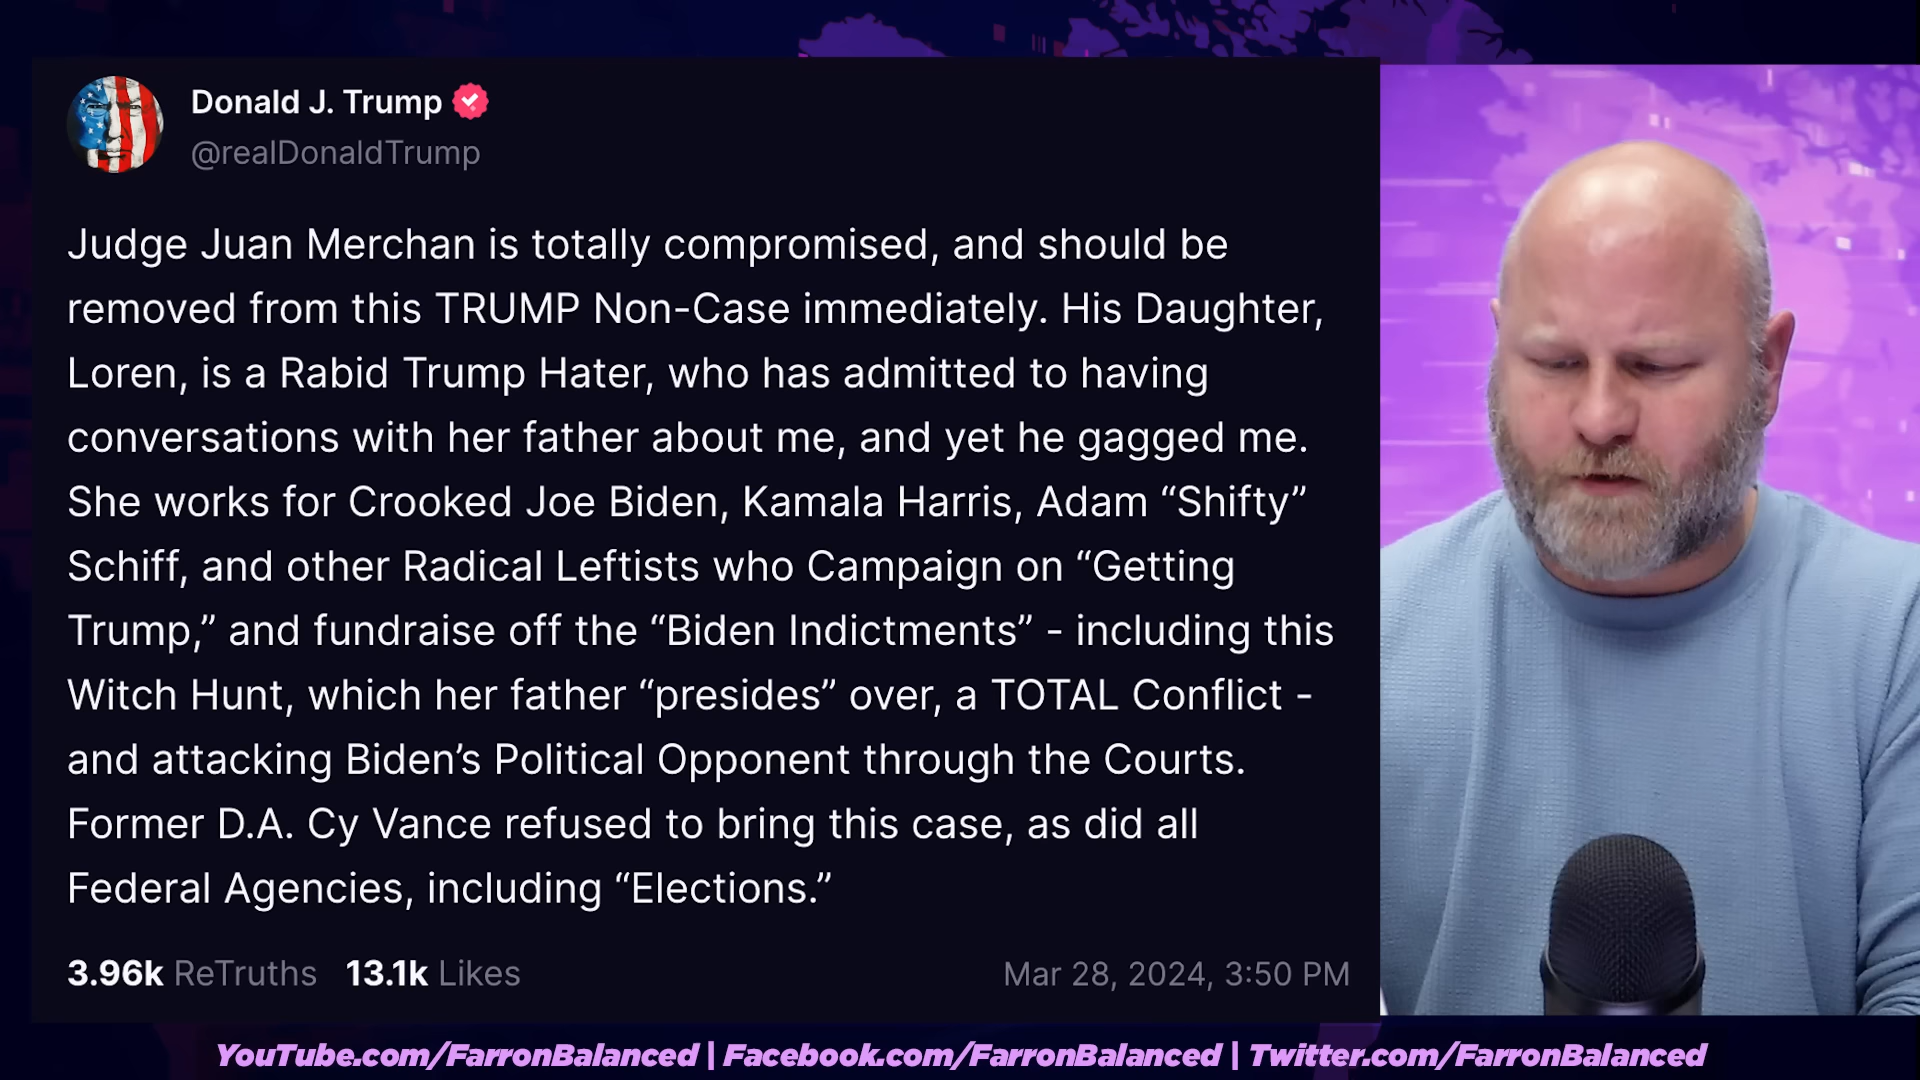 Donald J. Trump
@realDonaldTrump
Judge Juan Merchan is totally compromised, and should be
removed from this TRUMP Non-Case immediately. His Daughter,
Loren, is a Rabid Trump Hater, who has admitted to having
conversations with her father about me, and yet he gagged me.
She works for Crooked Joe Biden, Kamala Harris, Adam “Shifty”
Schiff, and other Radical Leftists who Campaign on “Getting
Trump,” and fundraise off the “Biden Indictments” - including this
Witch Hunt, which her father “presides” over, a TOTAL Conflict -
and attacking Biden’s Political Opponent through the Courts.
Former D.A. Cy Vance refused to bring this case, as did all
Federal Agencies, including “Elections.”
3.96k ReTruths 13.1k Likes Mar 28, 2024, 3:50 PM
YouTube.com/FarronBalanced | Facebook.com/FarronBalanced | Twitter.com/FarronBalanced